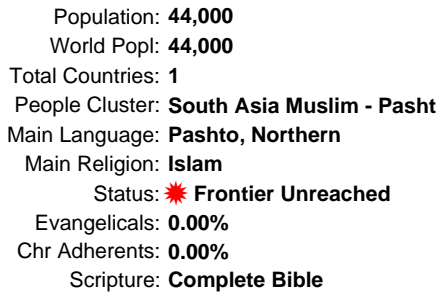 Population: 44,000
World Popl: 44,000
Total Countries: 1
People Cluster: South Asia Muslim - Pasht
Main Language: Pashto, Northern
Main Religion: Islam
Status: Frontier Unreached
Evangelicals: 0.00%
Chr Adherents: 0.00%
Scripture: Complete Bible